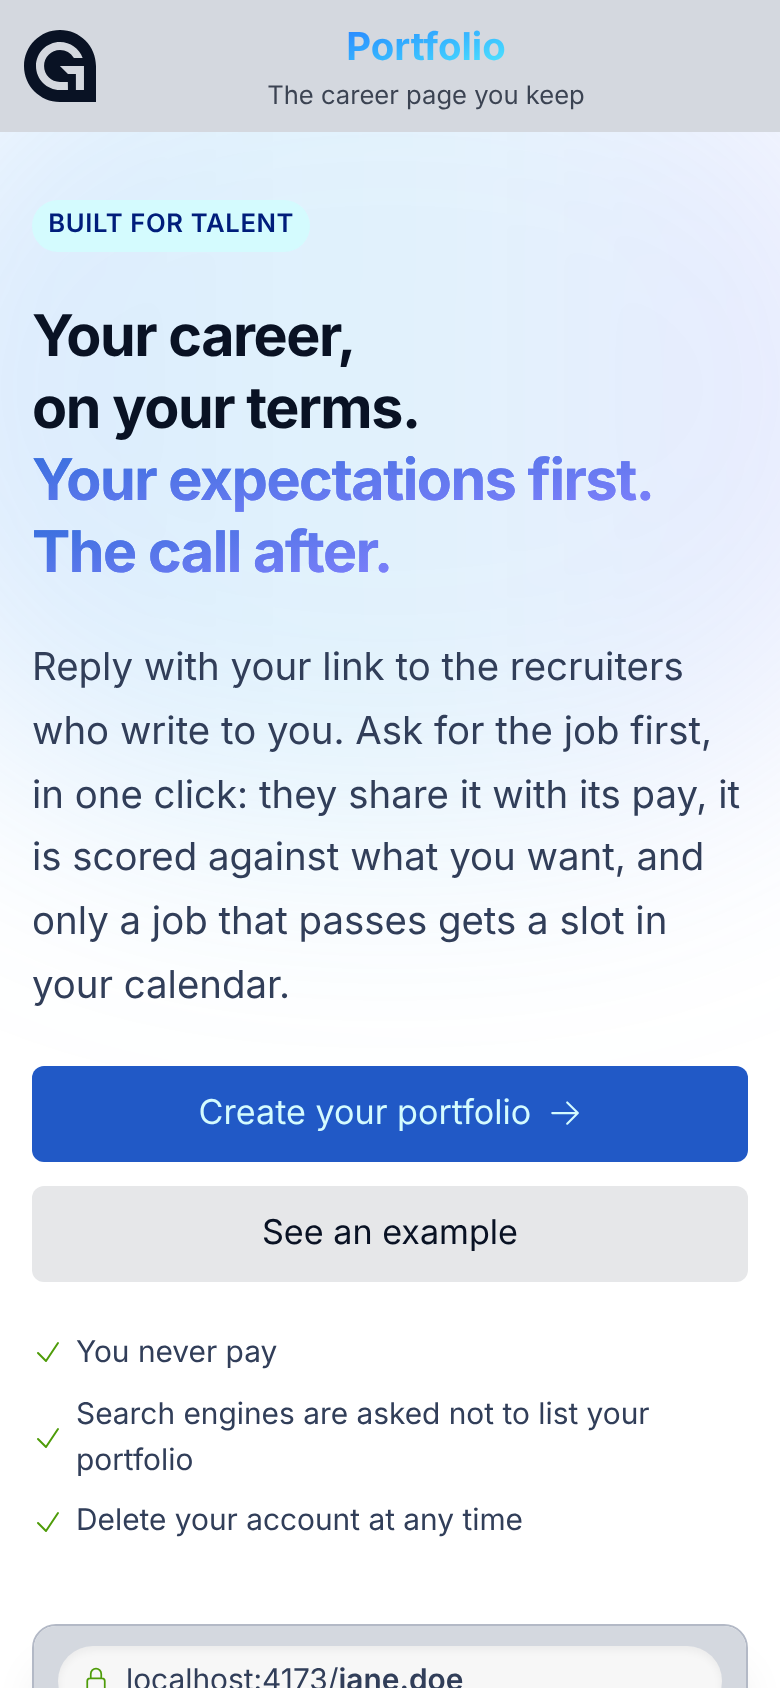 Portfolio
The career page you keep
BUILT FOR TALENT
Your career,
on your terms.
Your expectations first.
The call after.
Reply with your link to the recruiters
who write to you. Ask for the job first,
in one click: they share it with its pay, it
is scored against what you want, and
only a job that passes gets a slot in
your calendar.
Create your portfolio →
See an example
You never pay
Search engines are asked not to list your
portfolio
Delete your account at any time
localhost:4173/jane.doe